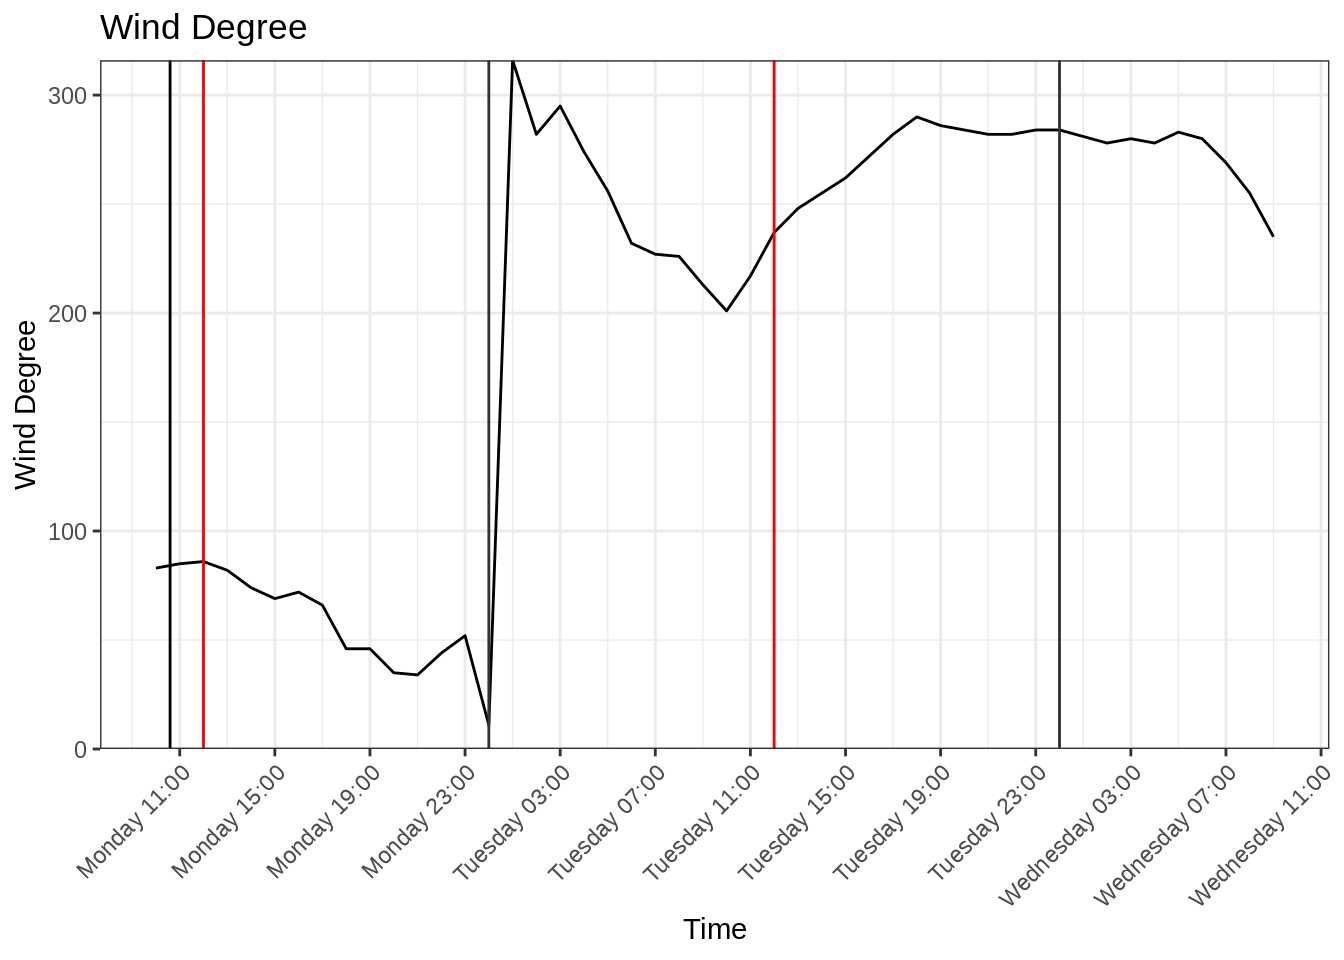 Wind Degree
Wind Degree
300
200
100
0
Monday 11:00
Monday 15:00
Monday 19:00
Monday 23:00
Tuesday 03:00
Tuesday 07:00
Tuesday 11:00
Tuesday 15:00
Tuesday 19:00
Tuesday 23:00
Wednesday 03:00
Wednesday 07:00
Wednesday 11:00
Time